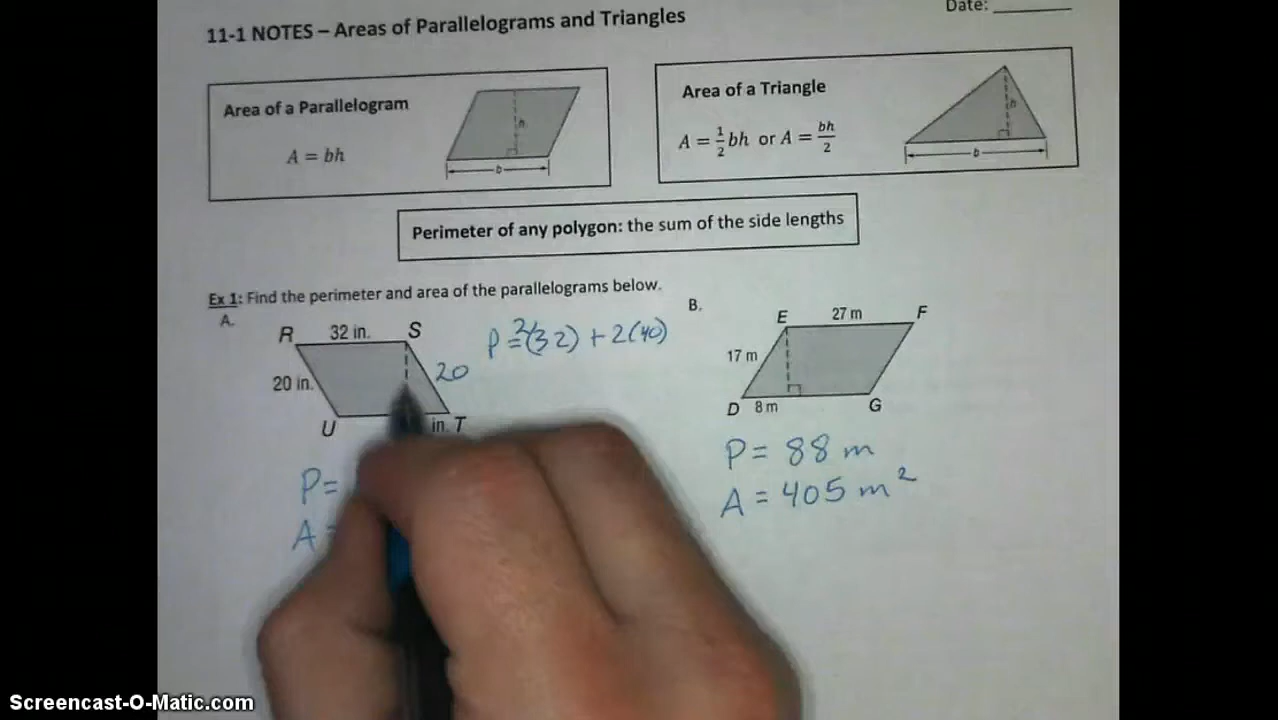 11-1 NOTES – Areas of Parallelograms and Triangles
Date: ________
Area of a Parallelogram
A = bh
h
b
Area of a Triangle
A = 1/2 bh or A = bh/2
h
b
Perimeter of any polygon: the sum of the side lengths
Ex 1: Find the perimeter and area of the parallelograms below.
A.
R 32 in. S
20 in.
20
U
in. T
P = 2(32) + 2(40)
P =
A =
B.
E 27 m F
17 m
D 8 m G
P = 88 m
A = 405 m²
Screencast-O-Matic.com